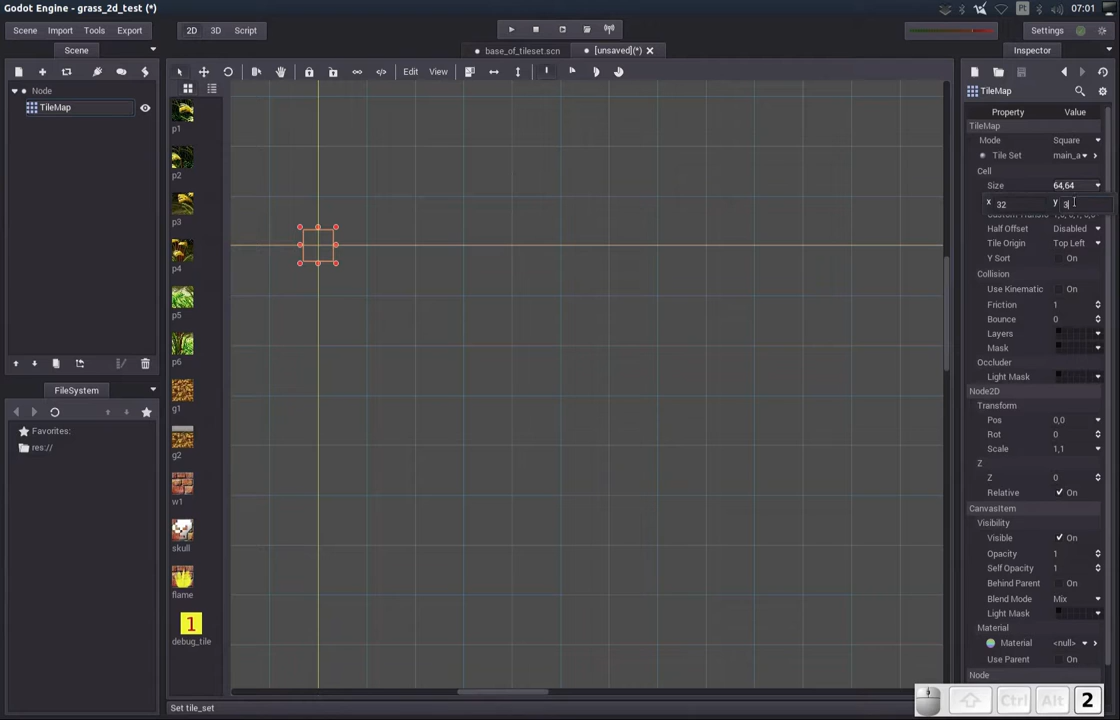 Godot Engine - grass_2d_test (*)
Pt
07:01
Scene Import Tools Export
2D 3D Script
Settings
Scene
base_of_tileset.scn
[unsaved](*)
Inspector
Edit View
Node
TileMap
TileMap
Property Value
TileMap
Mode Square
Tile Set main_a
Cell
Size 64,64
x 32 y 3
Half Offset Disabled
Tile Origin Top Left
Y Sort On
Collision
Use Kinematic On
Friction 1
Bounce 0
Layers
Mask
Occluder
Light Mask
Node2D
Transform
Pos 0,0
Rot 0
Scale 1,1
Z
Z 0
Relative On
CanvasItem
Visibility
Visible On
Opacity 1
Self Opacity 1
Behind Parent On
Blend Mode Mix
Light Mask
Material
Material <null>
Use Parent On
Node
p1
p2
p3
p4
p5
p6
g1
g2
w1
skull
flame
1
debug_tile
FileSystem
Favorites:
res://
Set tile_set
Ctrl Alt 2